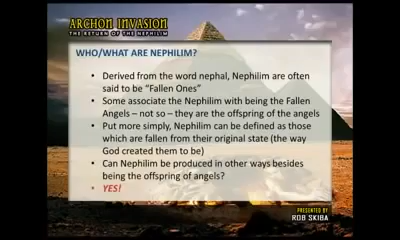 ARCHON INVASION
THE RETURN OF THE NEPHILIM
WHO/WHAT ARE NEPHILIM?
• Derived from the word nephal, Nephilim are often
said to be "Fallen Ones"
• Some associate the Nephilim with being the Fallen
Angels – not so – they are the offspring of the angels
• Put more simply, Nephilim can be defined as those
which are fallen from their original state (the way
God created them to be)
• Can Nephilim be produced in other ways besides
being the offspring of angels?
• YES!
PRESENTED BY
ROB SKIBA